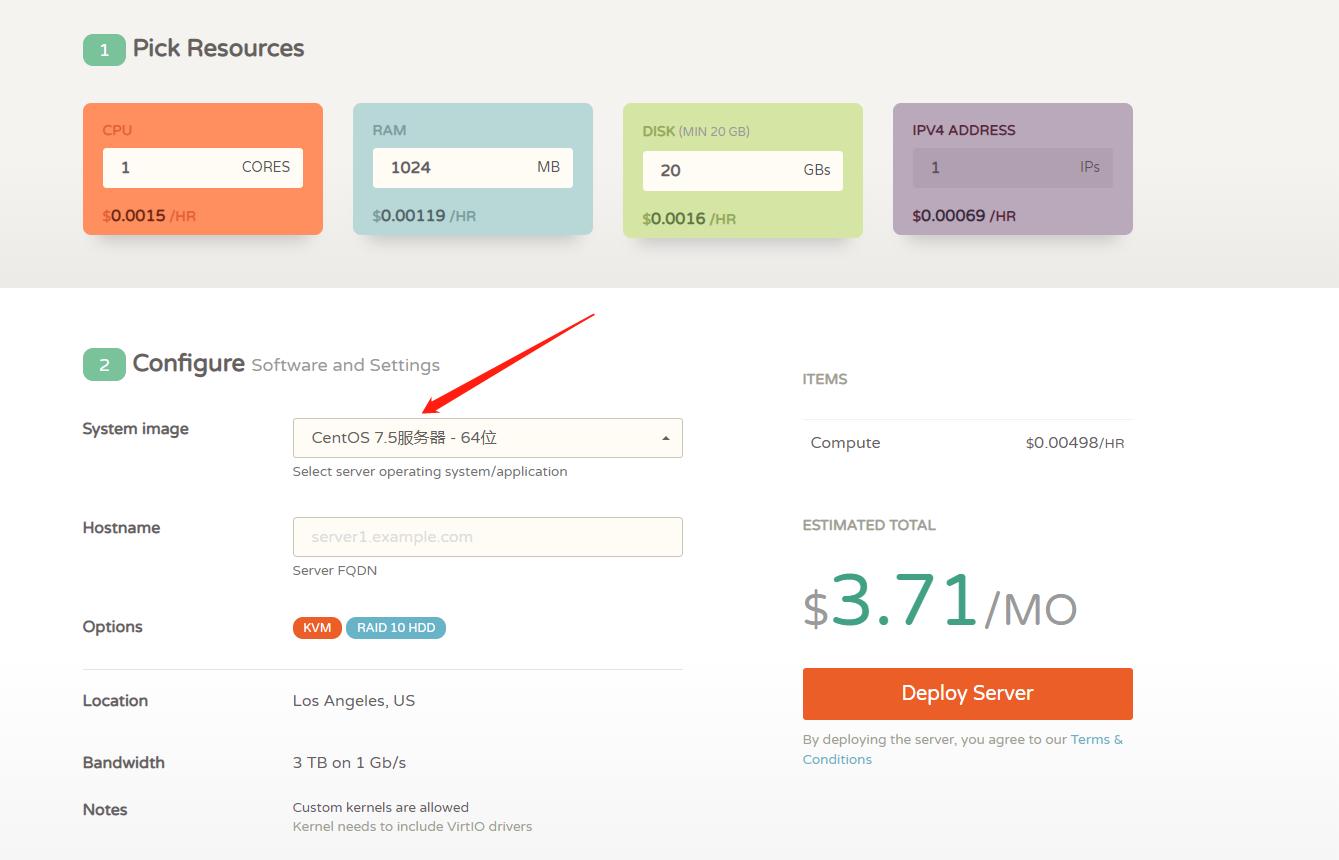 1 Pick Resources
CPU
1 CORES
$0.0015 /HR
RAM
1024 MB
$0.00119 /HR
DISK (MIN 20 GB)
20 GBs
$0.0016 /HR
IPV4 ADDRESS
1 IPs
$0.00069 /HR
2 Configure Software and Settings
System image
CentOS 7.5服务器 - 64位
Select server operating system/application
Hostname
server1.example.com
Server FQDN
Options
KVM RAID 10 HDD
Location
Los Angeles, US
Bandwidth
3 TB on 1 Gb/s
Notes
Custom kernels are allowed
Kernel needs to include VirtIO drivers
ITEMS
Compute $0.00498/HR
ESTIMATED TOTAL
$3.71/MO
Deploy Server
By deploying the server, you agree to our Terms &
Conditions